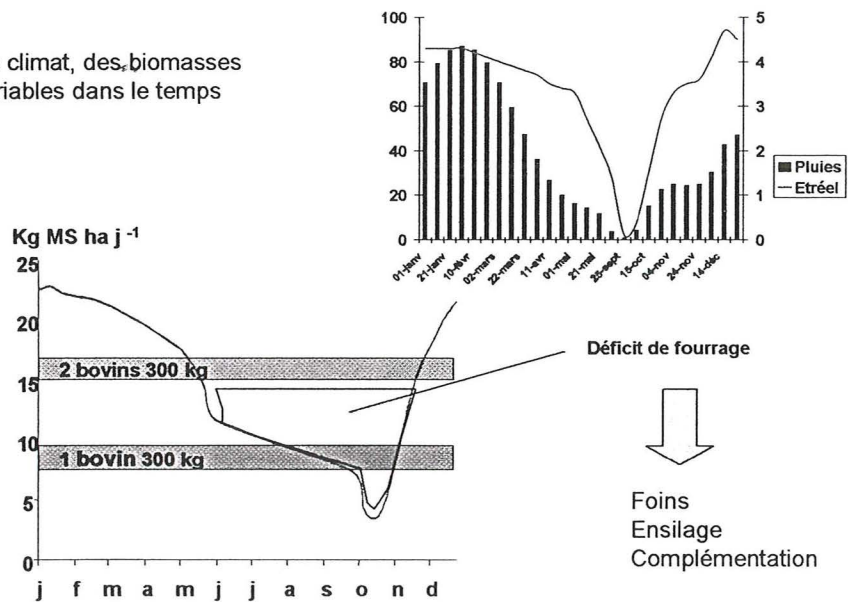 climat, des biomasses
riables dans le temps
100
80
60
40
20
0
5
4
3
2
1
0
Pluies
Etréel
01-janv
21-janv
10-févr
02-mars
22-mars
11-avr
01-mai
21-mai
25-sept
15-oct
04-nov
24-nov
14-déc
Kg MS ha j -1
25
20
15
10
5
0
2 bovins 300 kg
1 bovin 300 kg
j f m a m j j a s o n d
Déficit de fourrage
Foins
Ensilage
Complémentation